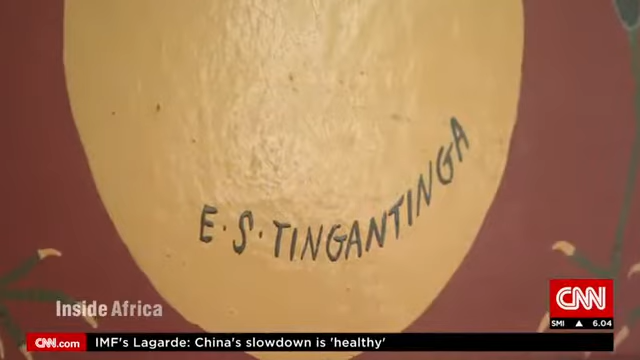 E.S.TINGANTINGA
Inside Africa
CNN
SMI ▲ 6.04
CNN.com IMF's Lagarde: China's slowdown is 'healthy'